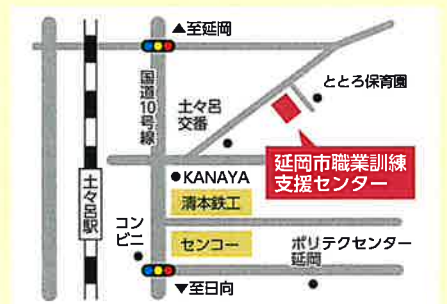 ▲至延岡
国道10号線
ととろ保育園
土々呂
交番
延岡市職業訓練
支援センター
●KANAYA
清本鉄工
土々呂駅
コン
ビニ
センコー
ポリテクセンター
延岡
▼至日向